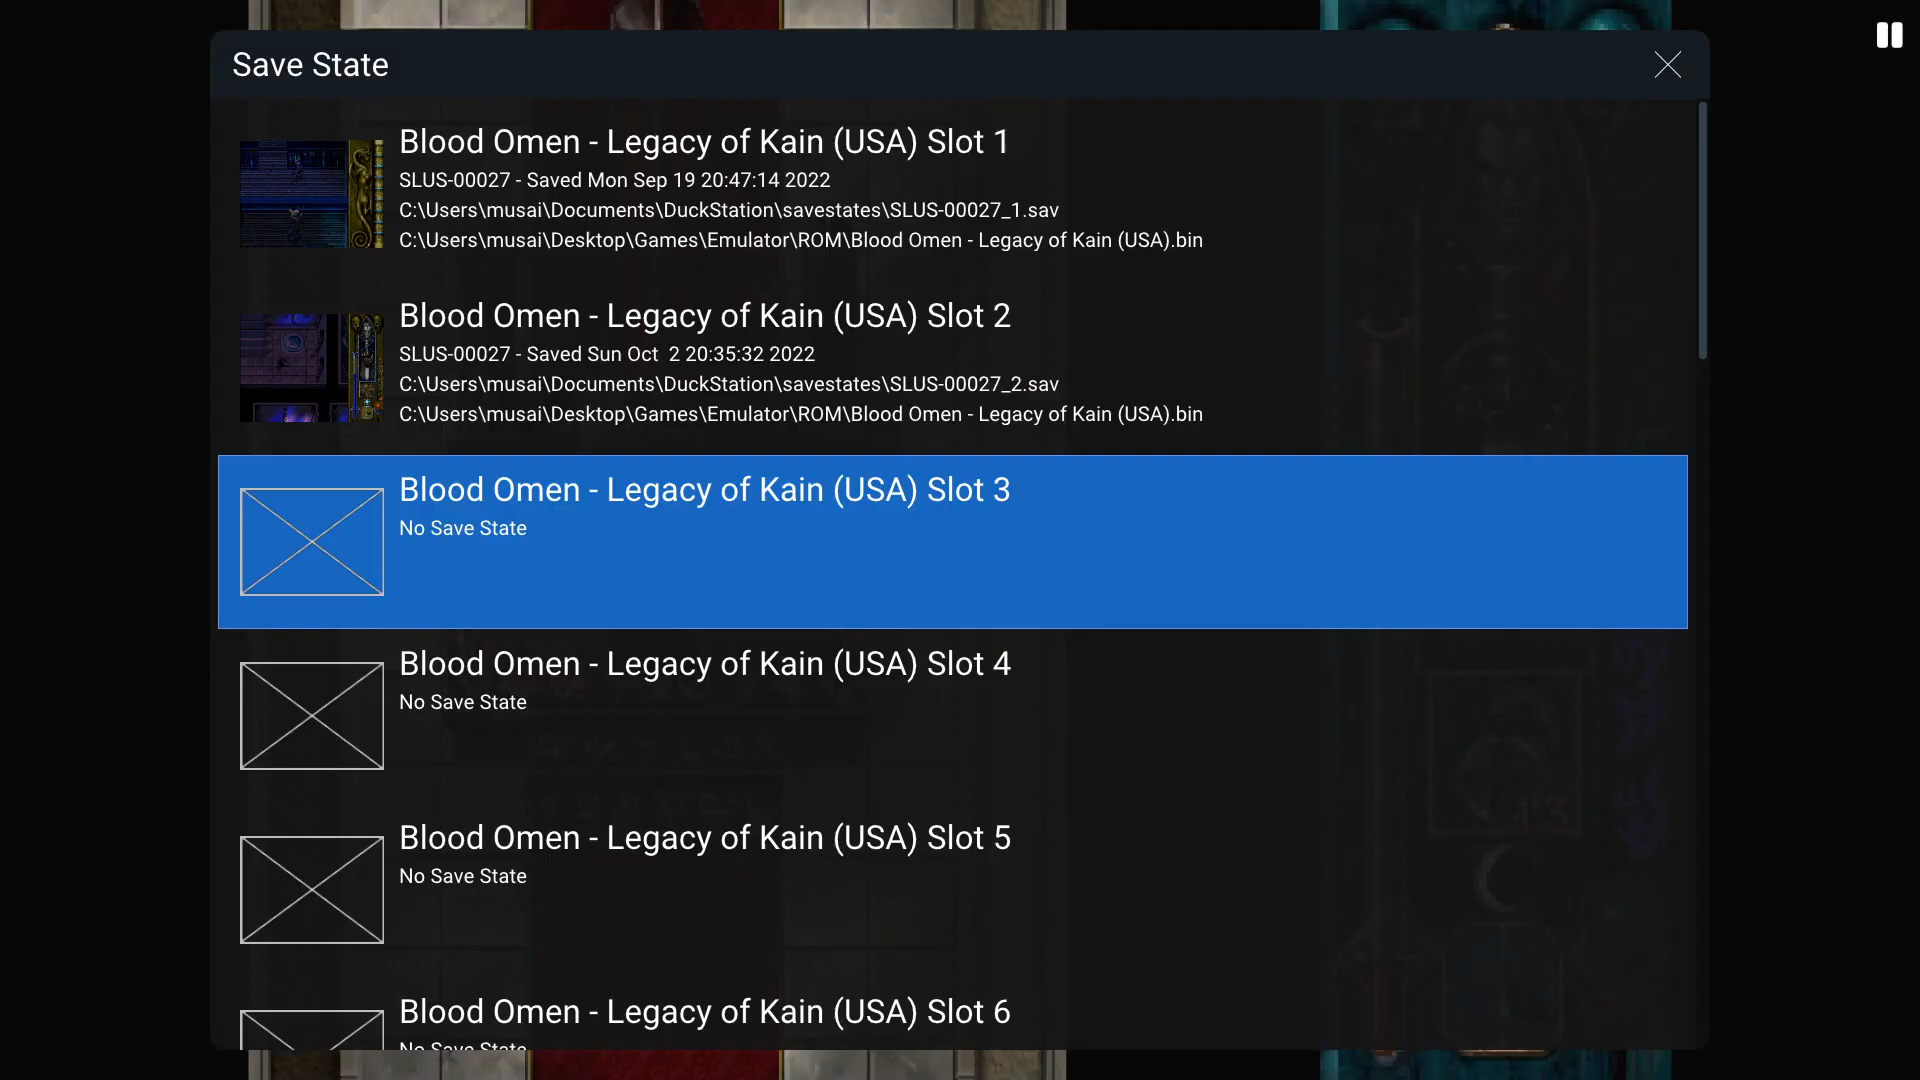 Save State
Blood Omen - Legacy of Kain (USA) Slot 1
SLUS-00027 - Saved Mon Sep 19 20:47:14 2022
C:\Users\musai\Documents\DuckStation\savestates\SLUS-00027_1.sav
C:\Users\musai\Desktop\Games\Emulator\ROM\Blood Omen - Legacy of Kain (USA).bin
Blood Omen - Legacy of Kain (USA) Slot 2
SLUS-00027 - Saved Sun Oct  2 20:35:32 2022
C:\Users\musai\Documents\DuckStation\savestates\SLUS-00027_2.sav
C:\Users\musai\Desktop\Games\Emulator\ROM\Blood Omen - Legacy of Kain (USA).bin
Blood Omen - Legacy of Kain (USA) Slot 3
No Save State
Blood Omen - Legacy of Kain (USA) Slot 4
No Save State
Blood Omen - Legacy of Kain (USA) Slot 5
No Save State
Blood Omen - Legacy of Kain (USA) Slot 6
No Save State